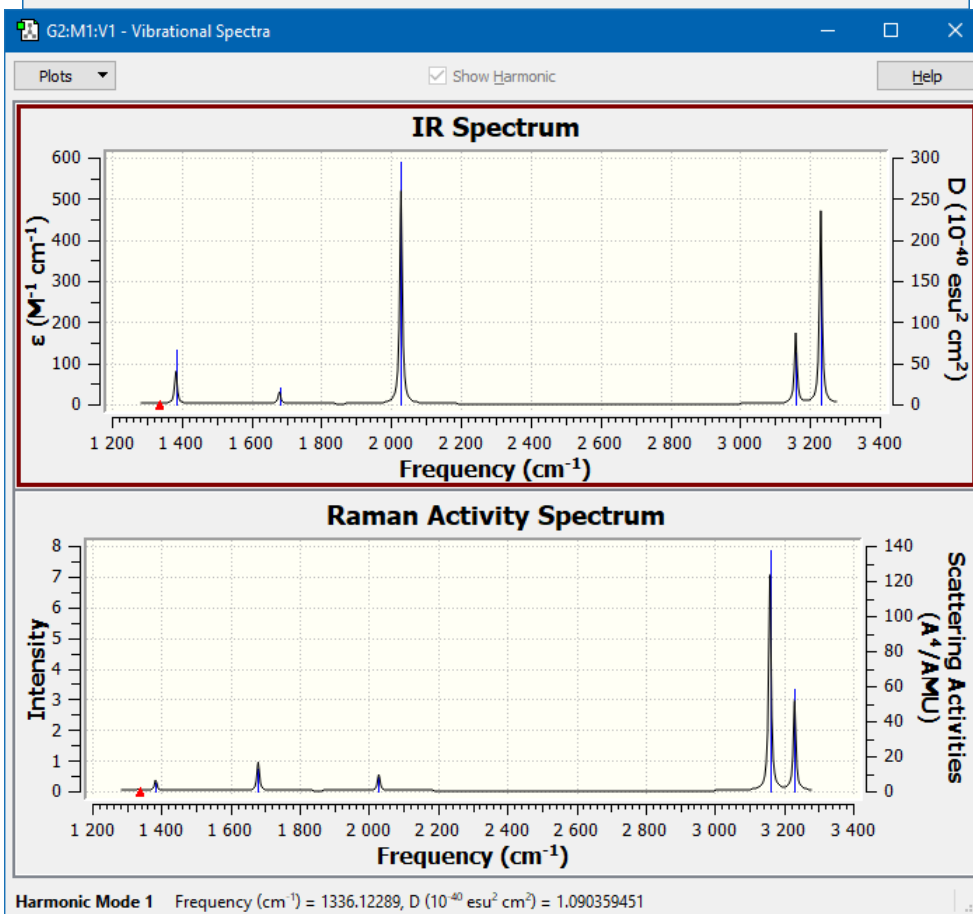 G2:M1:V1 - Vibrational Spectra
Plots Show Harmonic Help
IR Spectrum
600 300
500 250
400 200
300 150
200 100
100 50
0 0
ε (M⁻¹ cm⁻¹)
D (10⁻⁴⁰ esu² cm²)
1 200 1 400 1 600 1 800 2 000 2 200 2 400 2 600 2 800 3 000 3 200 3 400
Frequency (cm⁻¹)
Raman Activity Spectrum
8 140
7 120
6 100
5 80
4 60
3 40
2 20
1 0
0
Intensity
Scattering Activities
(A⁴/AMU)
1 200 1 400 1 600 1 800 2 000 2 200 2 400 2 600 2 800 3 000 3 200 3 400
Frequency (cm⁻¹)
Harmonic Mode 1 Frequency (cm⁻¹) = 1336.12289, D (10⁻⁴⁰ esu² cm²) = 1.090359451